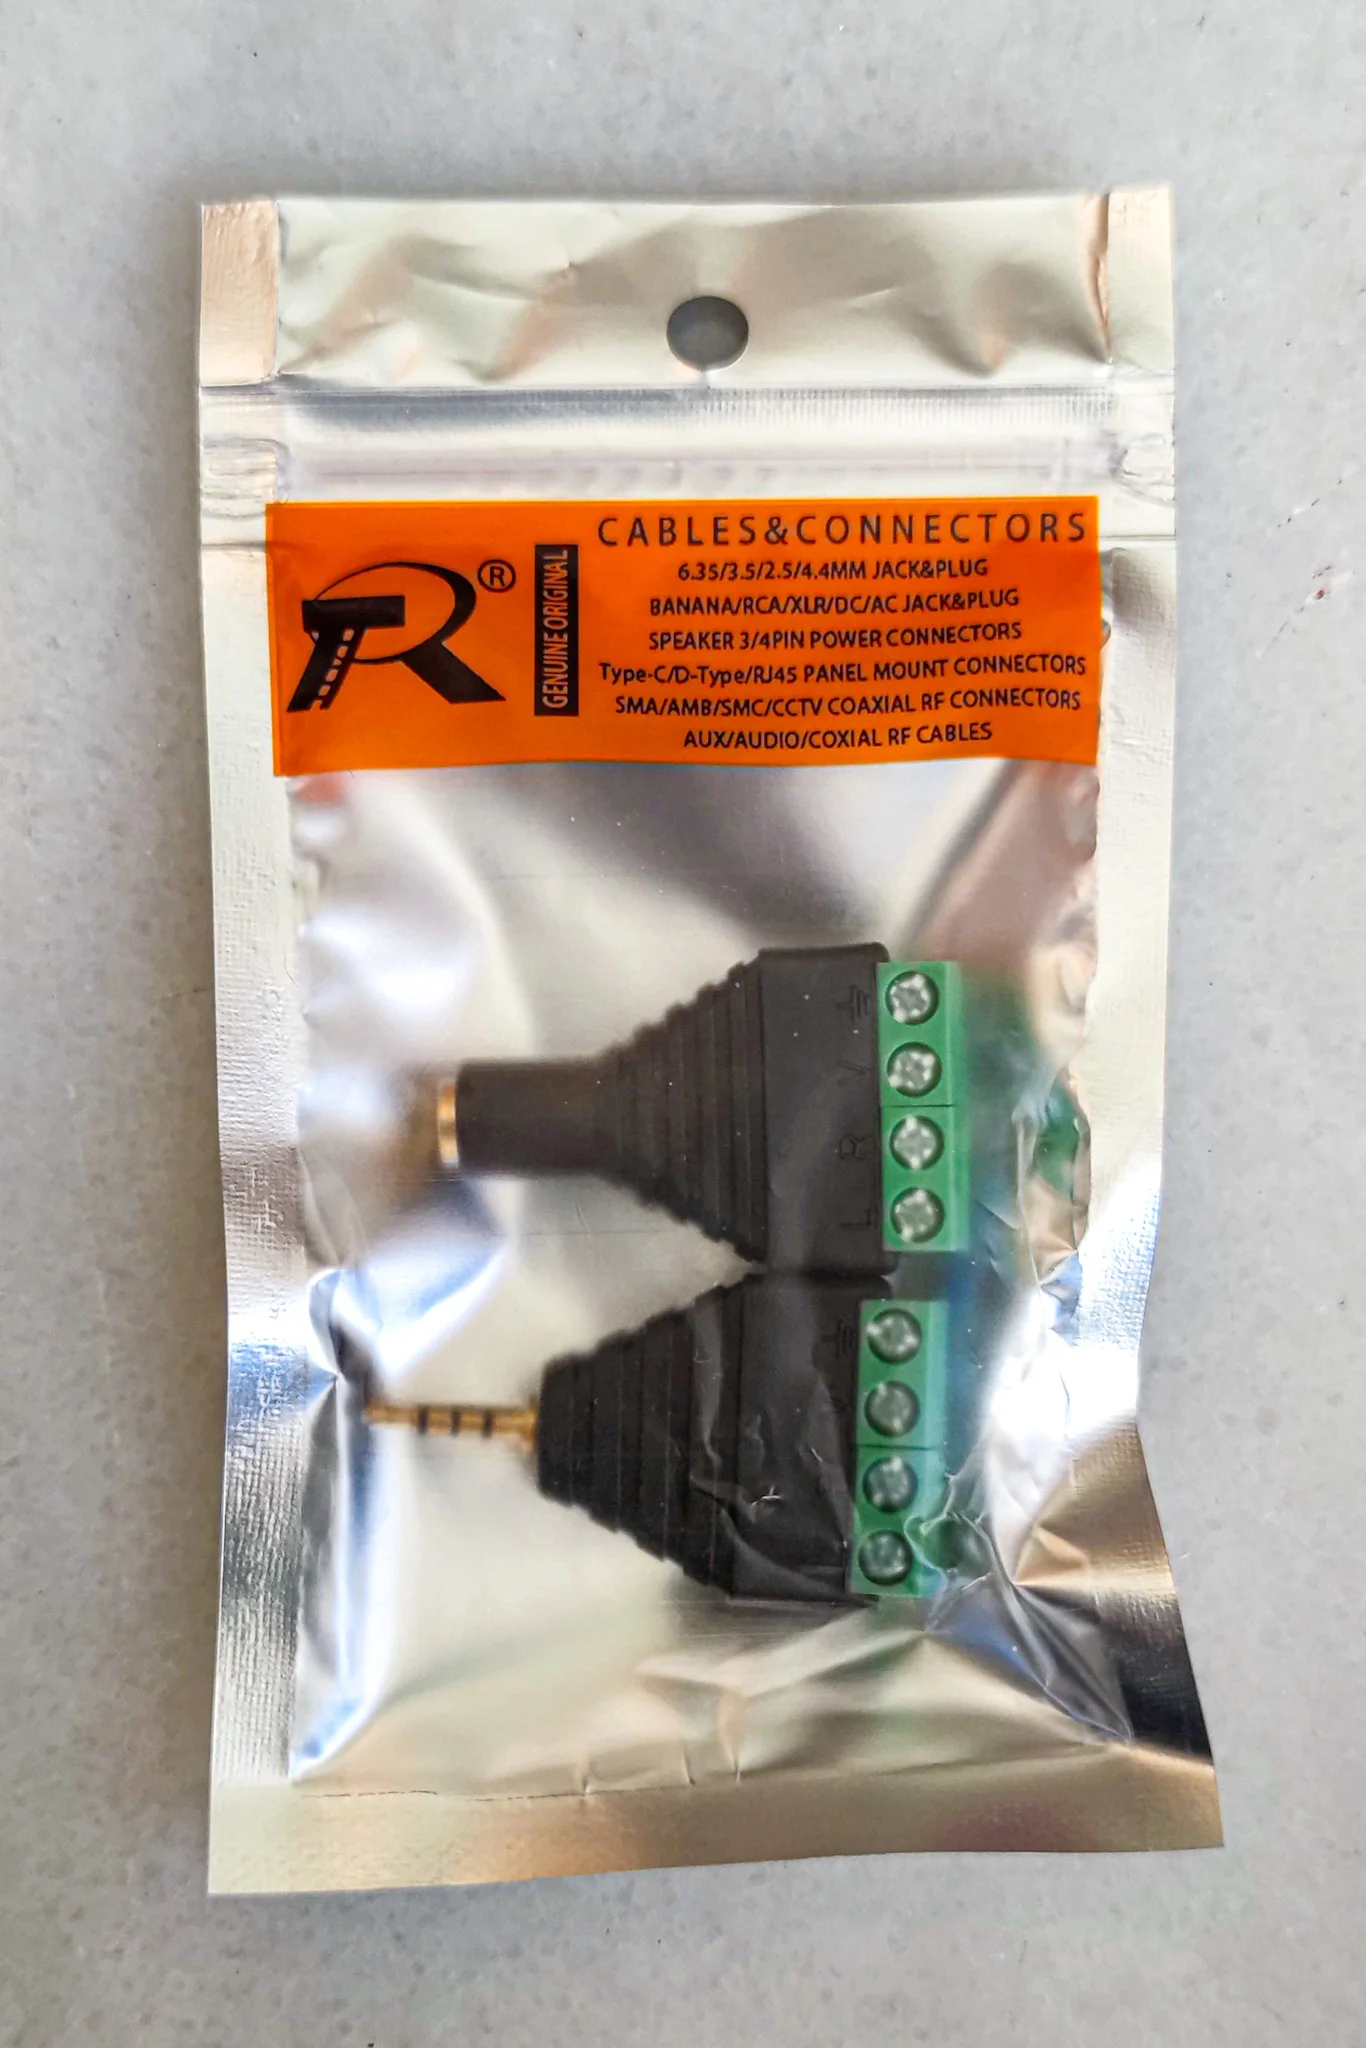 R®
GENUINE ORIGINAL
CABLES&CONNECTORS
6.35/3.5/2.5/4.4MM JACK&PLUG
BANANA/RCA/XLR/DC/AC JACK&PLUG
SPEAKER 3/4PIN POWER CONNECTORS
Type-C/D-Type/RJ45 PANEL MOUNT CONNECTORS
SMA/AMB/SMC/CCTV COAXIAL RF CONNECTORS
AUX/AUDIO/COXIAL RF CABLES
V
R
L